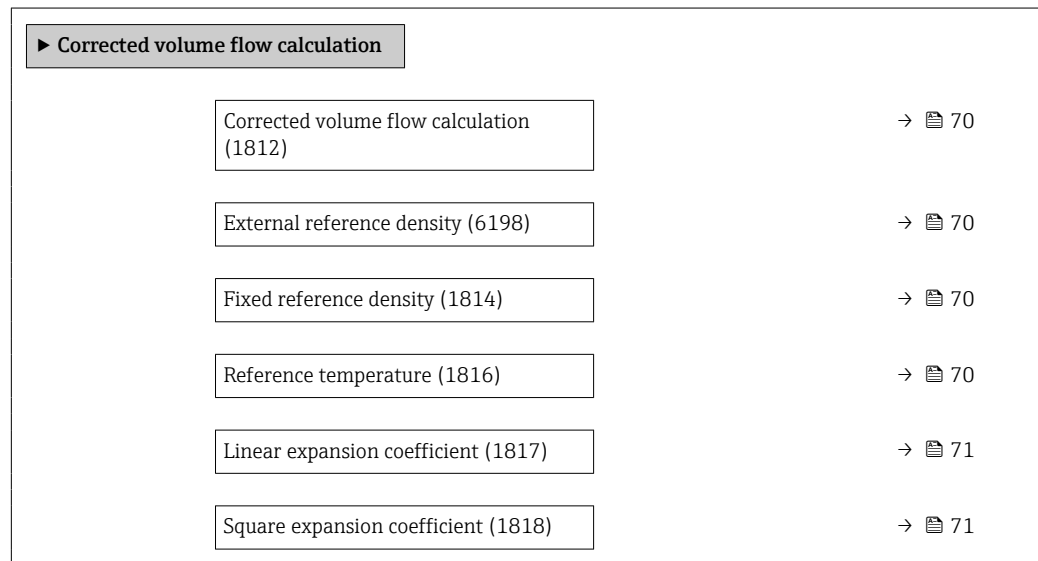 ▶ Corrected volume flow calculation
Corrected volume flow calculation
(1812)
→ 70
External reference density (6198)
→ 70
Fixed reference density (1814)
→ 70
Reference temperature (1816)
→ 70
Linear expansion coefficient (1817)
→ 71
Square expansion coefficient (1818)
→ 71